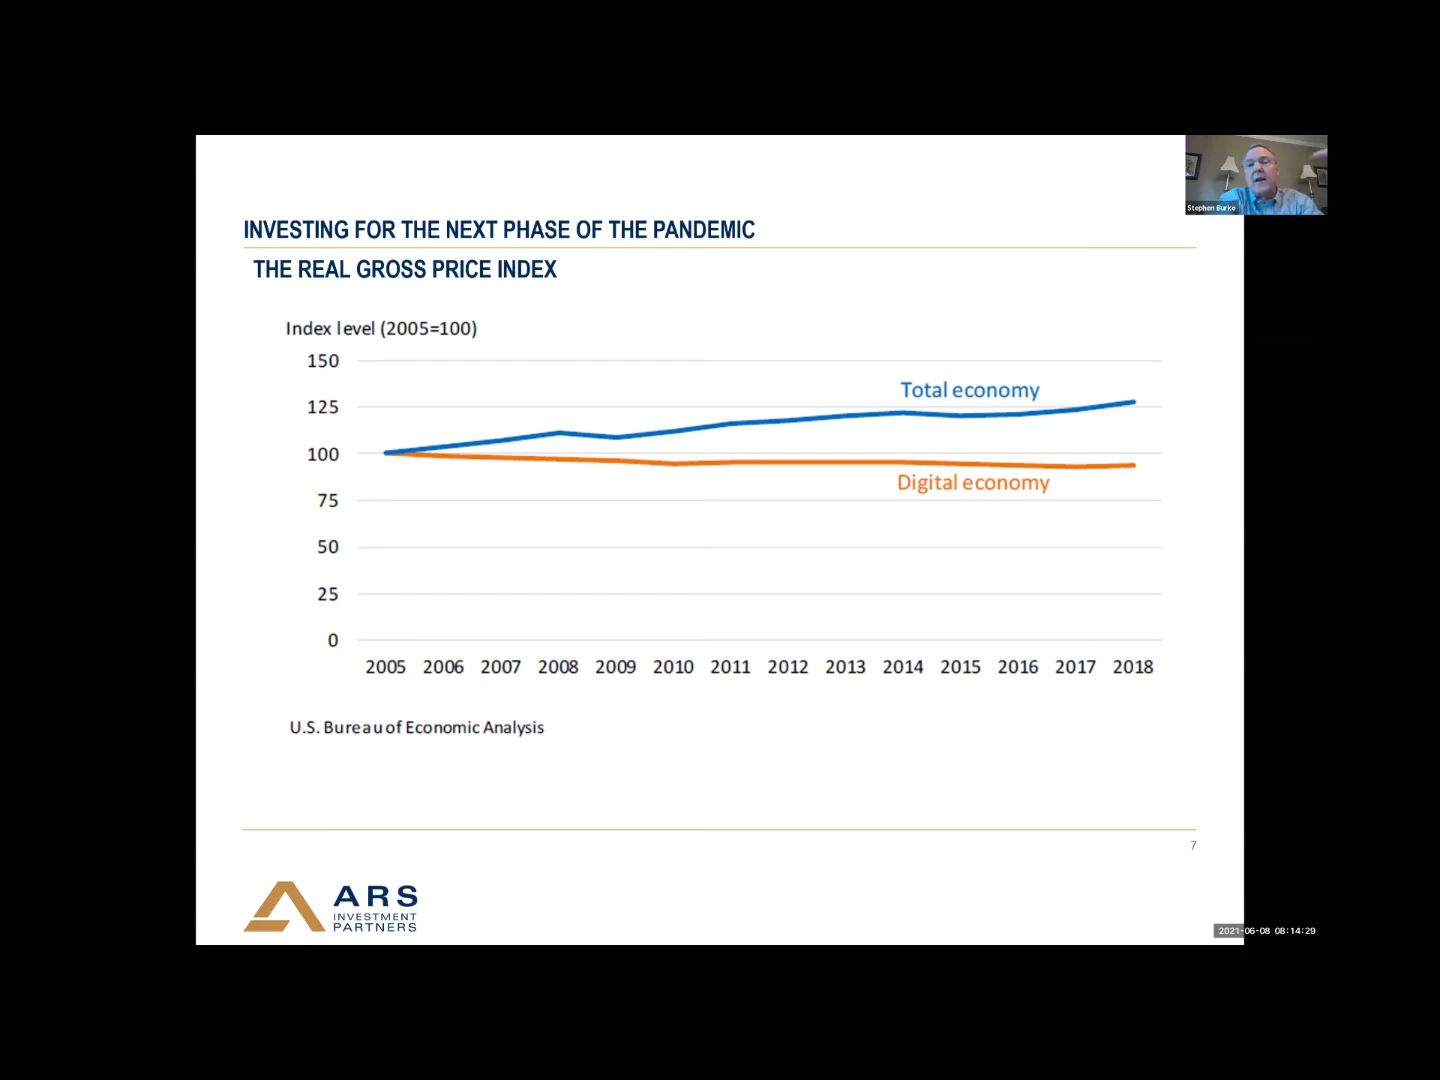 Stephen Burke
INVESTING FOR THE NEXT PHASE OF THE PANDEMIC
THE REAL GROSS PRICE INDEX
Index level (2005=100)
150
Total economy
125
100
Digital economy
75
50
25
0
2005 2006 2007 2008 2009 2010 2011 2012 2013 2014 2015 2016 2017 2018
U.S. Bureau of Economic Analysis
7
ARS
INVESTMENT
PARTNERS
2021-06-08 08:14:29